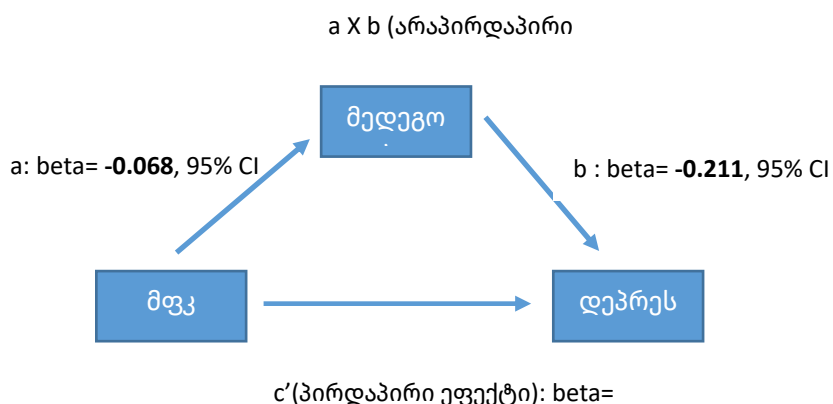 a X b (არაპირდაპირი
მედეგო
a: beta= -0.068, 95% CI
b : beta= -0.211, 95% CI
მფკ
დეპრეს
c’(პირდაპირი ეფექტი): beta=